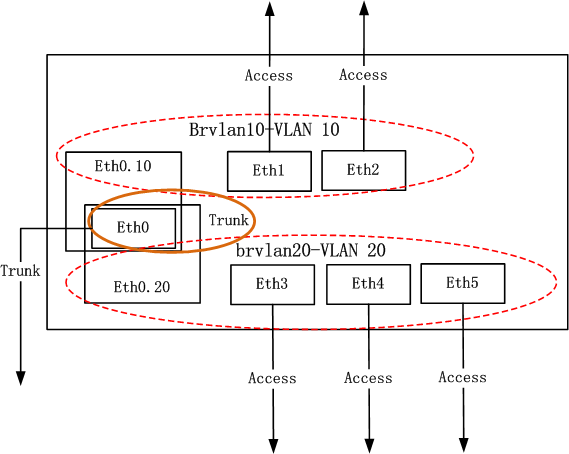 Access
Access
Brvlan10-VLAN 10
Eth0.10
Eth1
Eth2
Eth0
Trunk
brvlan20-VLAN 20
Trunk
Eth0.20
Eth3
Eth4
Eth5
Access
Access
Access